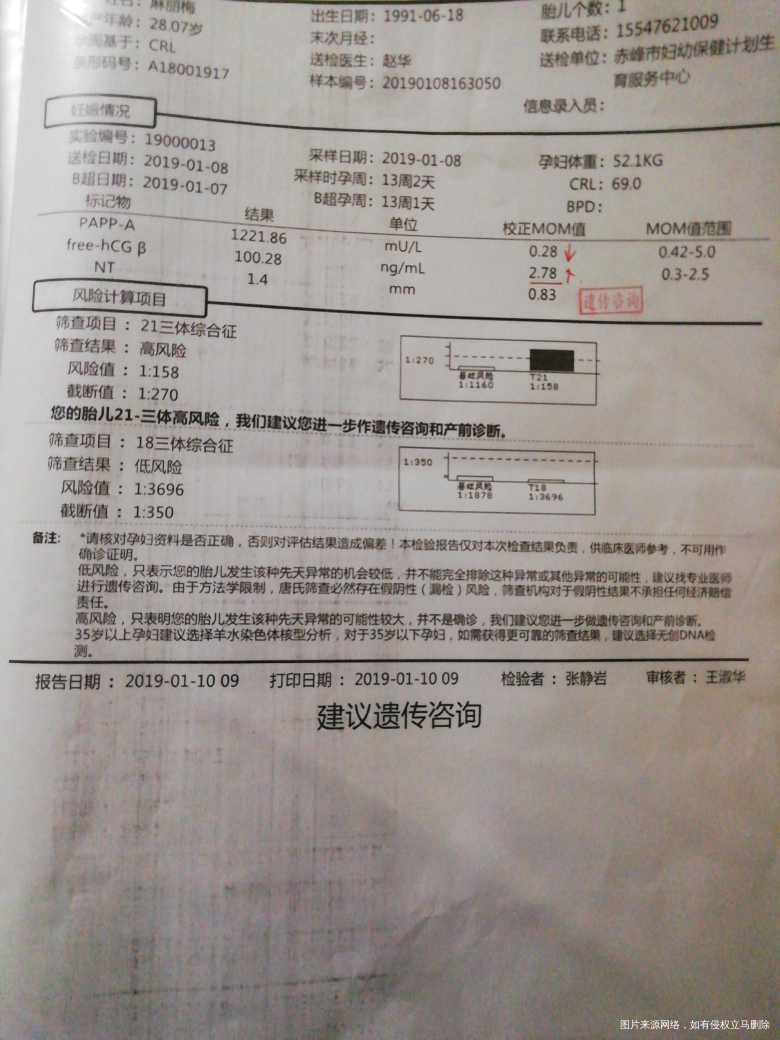 姓名：麻丽梅 出生日期：1991-06-18 胎儿个数：1
产年龄：28.07岁 末次月经： 联系电话：15547621009
孕周基于：CRL 送检医生：赵华 送检单位：赤峰市妇幼保健计划生
条形码号：A18001917 样本编号：20190108163050 育服务中心
信息录入员：
妊娠情况
实验编号：19000013
送检日期：2019-01-08 采样日期：2019-01-08 孕妇体重：52.1KG
B超日期：2019-01-07 采样时孕周：13周2天 CRL：69.0
B超孕周：13周1天 BPD：
标记物 结果 单位 校正MOM值 MOM值范围
PAPP-A 1221.86 mU/L 0.28 ↓ 0.42-5.0
free-hCG β 100.28 ng/mL 2.78 ↑ 0.3-2.5
NT 1.4 mm 0.83
遗传咨询
风险计算项目
筛查项目：21三体综合征
筛查结果：高风险
风险值：1:158
截断值：1:270
1:270
基础风险 T21
1:1160 1:158
您的胎儿21-三体高风险，我们建议您进一步作遗传咨询和产前诊断。
筛查项目：18三体综合征
筛查结果：低风险
风险值：1:3696
截断值：1:350
1:350
基础风险 T18
1:1878 1:3696
备注： *请核对孕妇资料是否正确，否则对评估结果造成偏差！本检验报告仅对本次检查结果负责，供临床医师参考，不可用作
确诊证明。
低风险，只表示您的胎儿发生该种先天异常的机会较低，并不能完全排除这种异常或其他异常的可能性，建议找专业医师
进行遗传咨询。由于方法学限制，唐氏筛查必然存在假阴性（漏检）风险，筛查机构对于假阴性结果不承担任何经济赔偿
责任。
高风险，只表明您的胎儿发生该种先天异常的可能性较大，并不是确诊，我们建议您进一步做遗传咨询和产前诊断。
35岁以上孕妇建议选择羊水染色体核型分析，对于35岁以下孕妇，如需获得更可靠的筛查结果，建议选择无创DNA检
测。
报告日期：2019-01-10 09 打印日期：2019-01-10 09 检验者：张静岩 审核者：王淑华
建议遗传咨询
图片来源网络，如有侵权立马删除